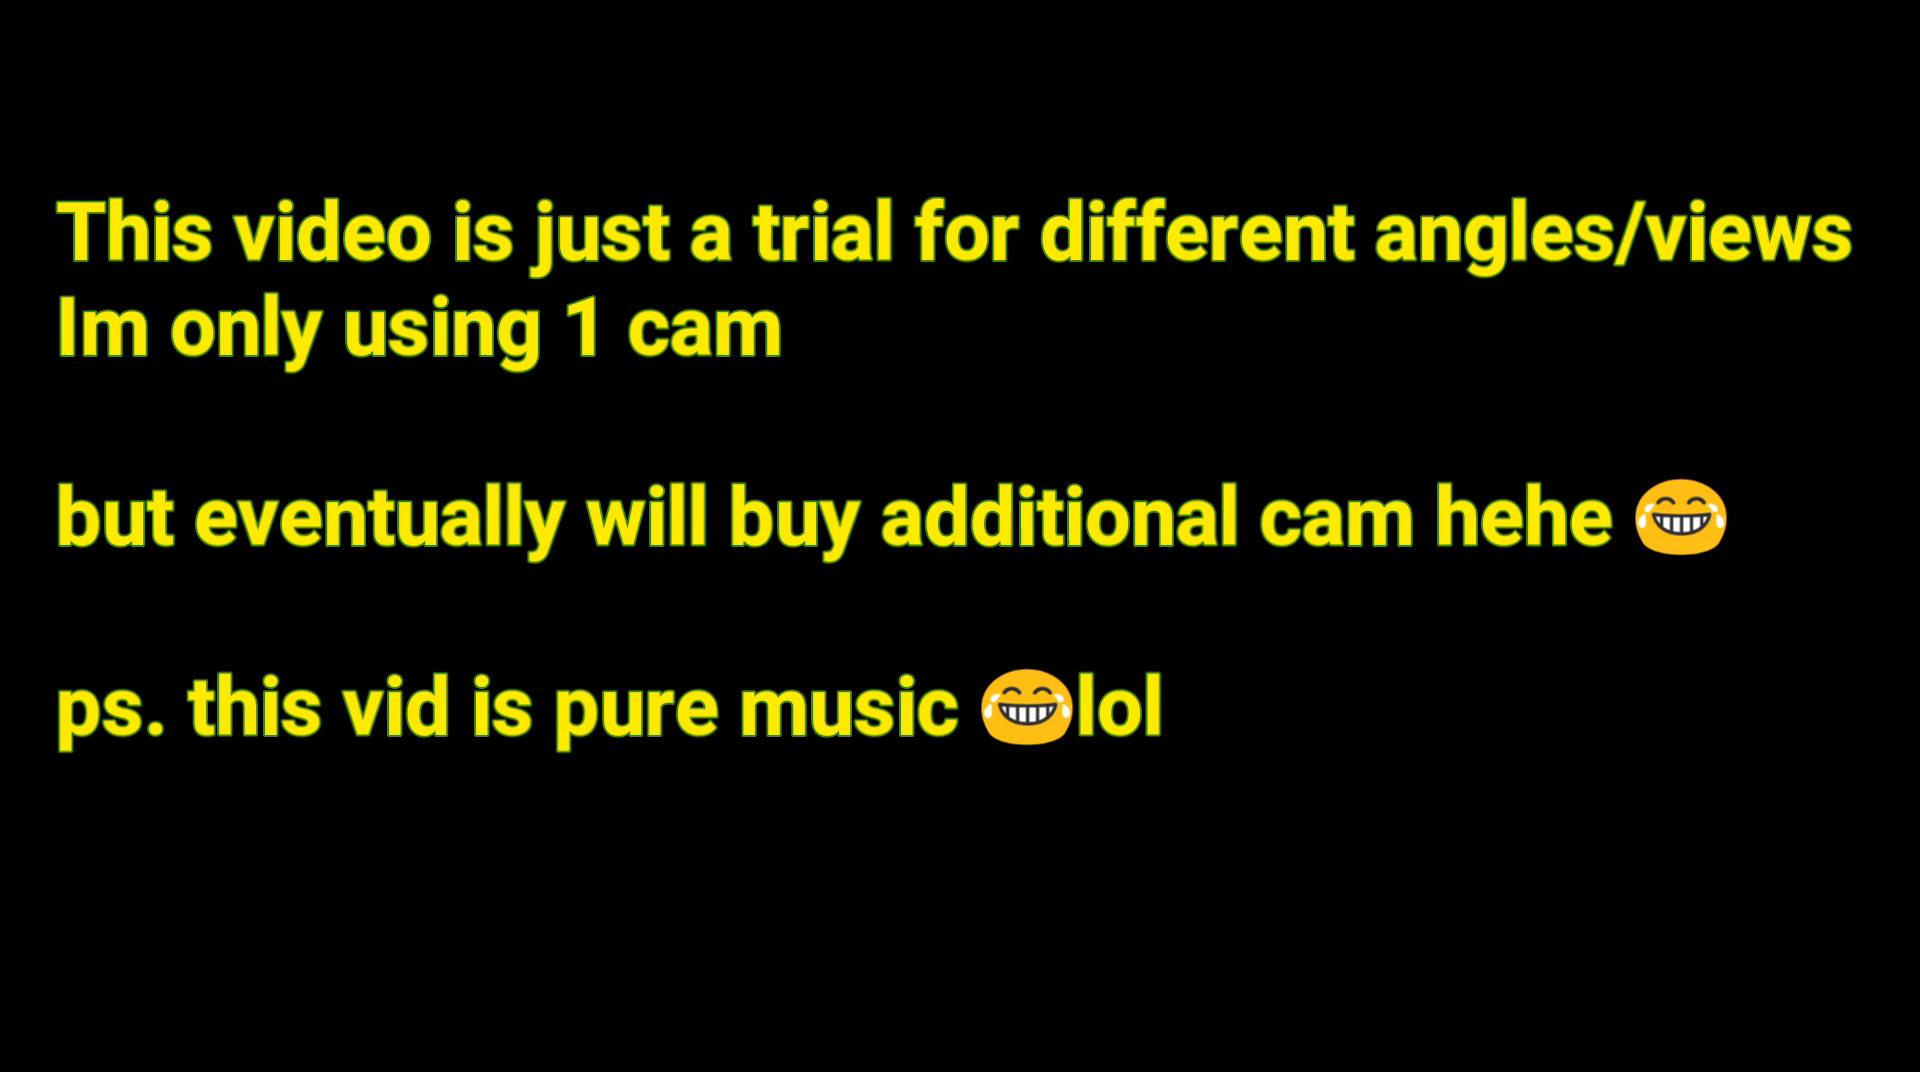 This video is just a trial for different angles/views
Im only using 1 cam
but eventually will buy additional cam hehe 😂
ps. this vid is pure music 😂lol